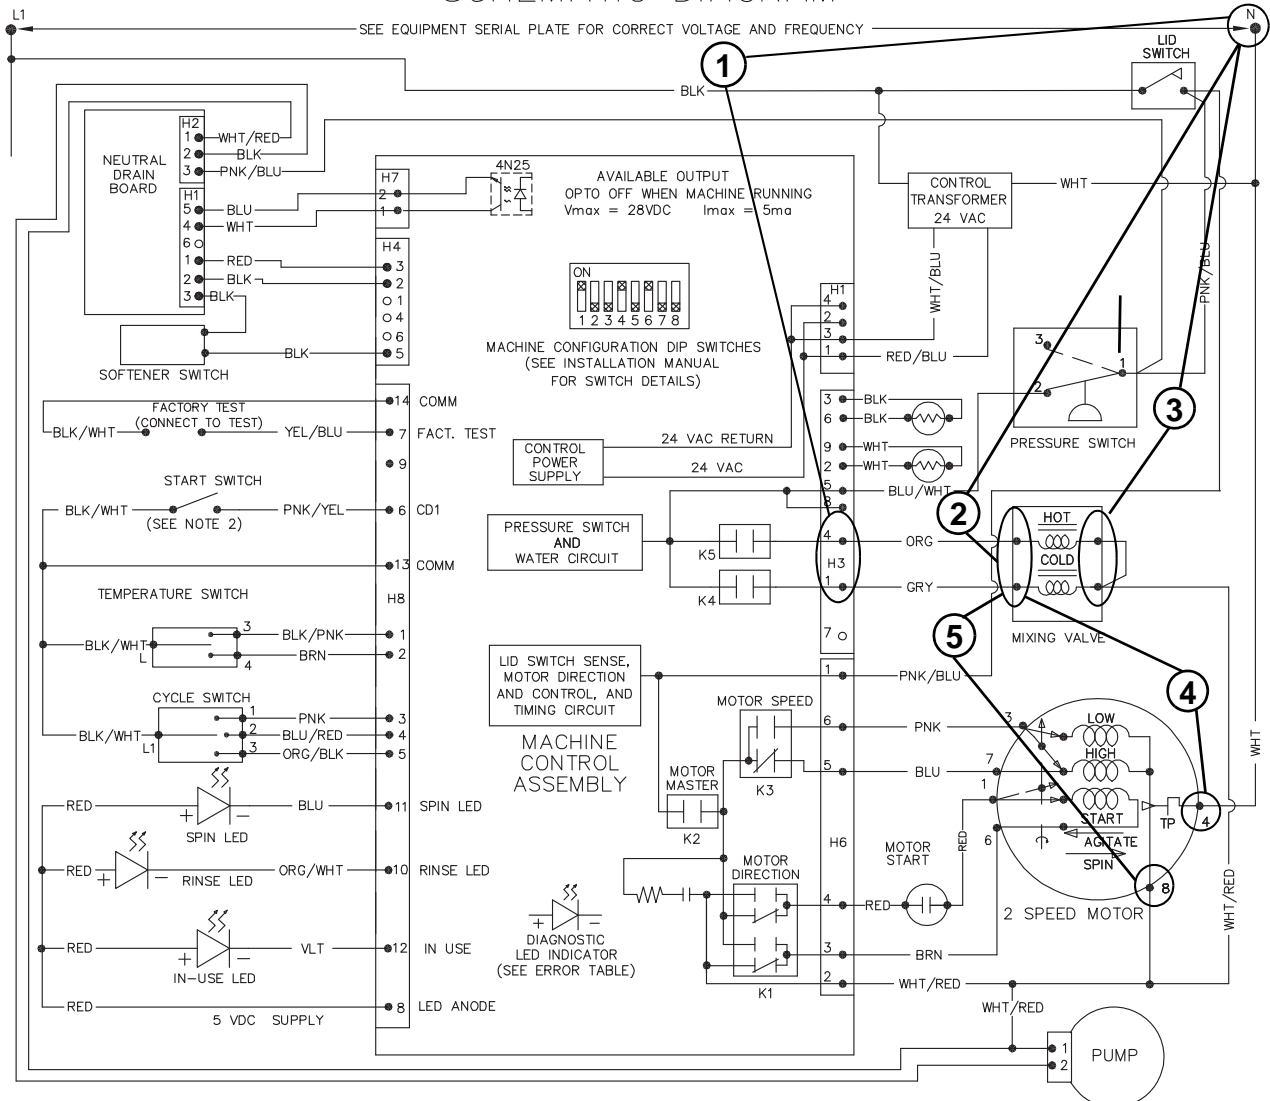 SCHEMATIC DIAGRAM
L1
SEE EQUIPMENT SERIAL PLATE FOR CORRECT VOLTAGE AND FREQUENCY
N
LID
SWITCH
1
BLK
H2
1 WHT/RED
2 BLK
3 PNK/BLU
NEUTRAL
DRAIN
BOARD
H1
5 BLU
4 WHT
6
1 RED
2 BLK
3 BLK
SOFTENER SWITCH
BLK
H7
2
1
4N25
AVAILABLE OUTPUT
OPTO OFF WHEN MACHINE RUNNING
Vmax = 28VDC Imax = 5ma
CONTROL
TRANSFORMER
24 VAC
WHT
H4
3
2
1
4
6
5
ON
1 2 3 4 5 6 7 8
MACHINE CONFIGURATION DIP SWITCHES
(SEE INSTALLATION MANUAL
FOR SWITCH DETAILS)
H1
4
2
3
1
WHT/BLU
RED/BLU
PNK/BLU
3
1
2
PRESSURE SWITCH
3
FACTORY TEST
(CONNECT TO TEST)
BLK/WHT
YEL/BLU
14 COMM
7 FACT. TEST
9
START SWITCH
BLK/WHT
PNK/YEL
(SEE NOTE 2)
6 CD1
13 COMM
H8
CONTROL
POWER
SUPPLY
24 VAC RETURN
24 VAC
3 BLK
6 BLK
9 WHT
2 WHT
5
BLU/WHT
8
PRESSURE SWITCH
AND
WATER CIRCUIT
K5
K4
4 ORG
H3
1 GRY
7
2
HOT
COLD
MIXING VALVE
5
4
TEMPERATURE SWITCH
BLK/WHT
L
3 BLK/PNK 1
4 BRN 2
CYCLE SWITCH
BLK/WHT
L1
1 PNK 3
2 BLU/RED 4
3 ORG/BLK 5
LID SWITCH SENSE,
MOTOR DIRECTION
AND CONTROL, AND
TIMING CIRCUIT
MACHINE
CONTROL
ASSEMBLY
MOTOR SPEED
K3
MOTOR
MASTER
K2
1 PNK/BLU
6 PNK
5 BLU
H6
3
7
1
6
LOW
HIGH
START
AGITATE
SPIN
TP
4
8
2 SPEED MOTOR
WHT
WHT/RED
RED
+
−
SPIN LED
BLU
11 SPIN LED
RED
+
−
RINSE LED
ORG/WHT
10 RINSE LED
RED
+
−
IN−USE LED
VLT
12 IN USE
RED
5 VDC SUPPLY
8 LED ANODE
+
−
DIAGNOSTIC
LED INDICATOR
(SEE ERROR TABLE)
MOTOR
DIRECTION
K1
MOTOR
START
RED
4 RED
3 BRN
2 WHT/RED
WHT/RED
1
2
PUMP